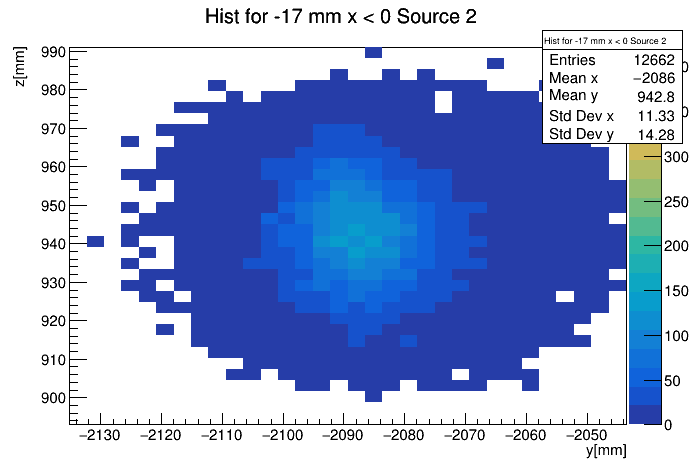 Hist for -17 mm x < 0 Source 2
z[mm]
Hist for -17 mm x < 0 Source 2
Entries 12662
Mean x −2086
Mean y 942.8
Std Dev x 11.33
Std Dev y 14.28
990
980
970
960
950
940
930
920
910
900
300
250
200
150
100
50
0
−2130 −2120 −2110 −2100 −2090 −2080 −2070 −2060 −2050
y[mm]